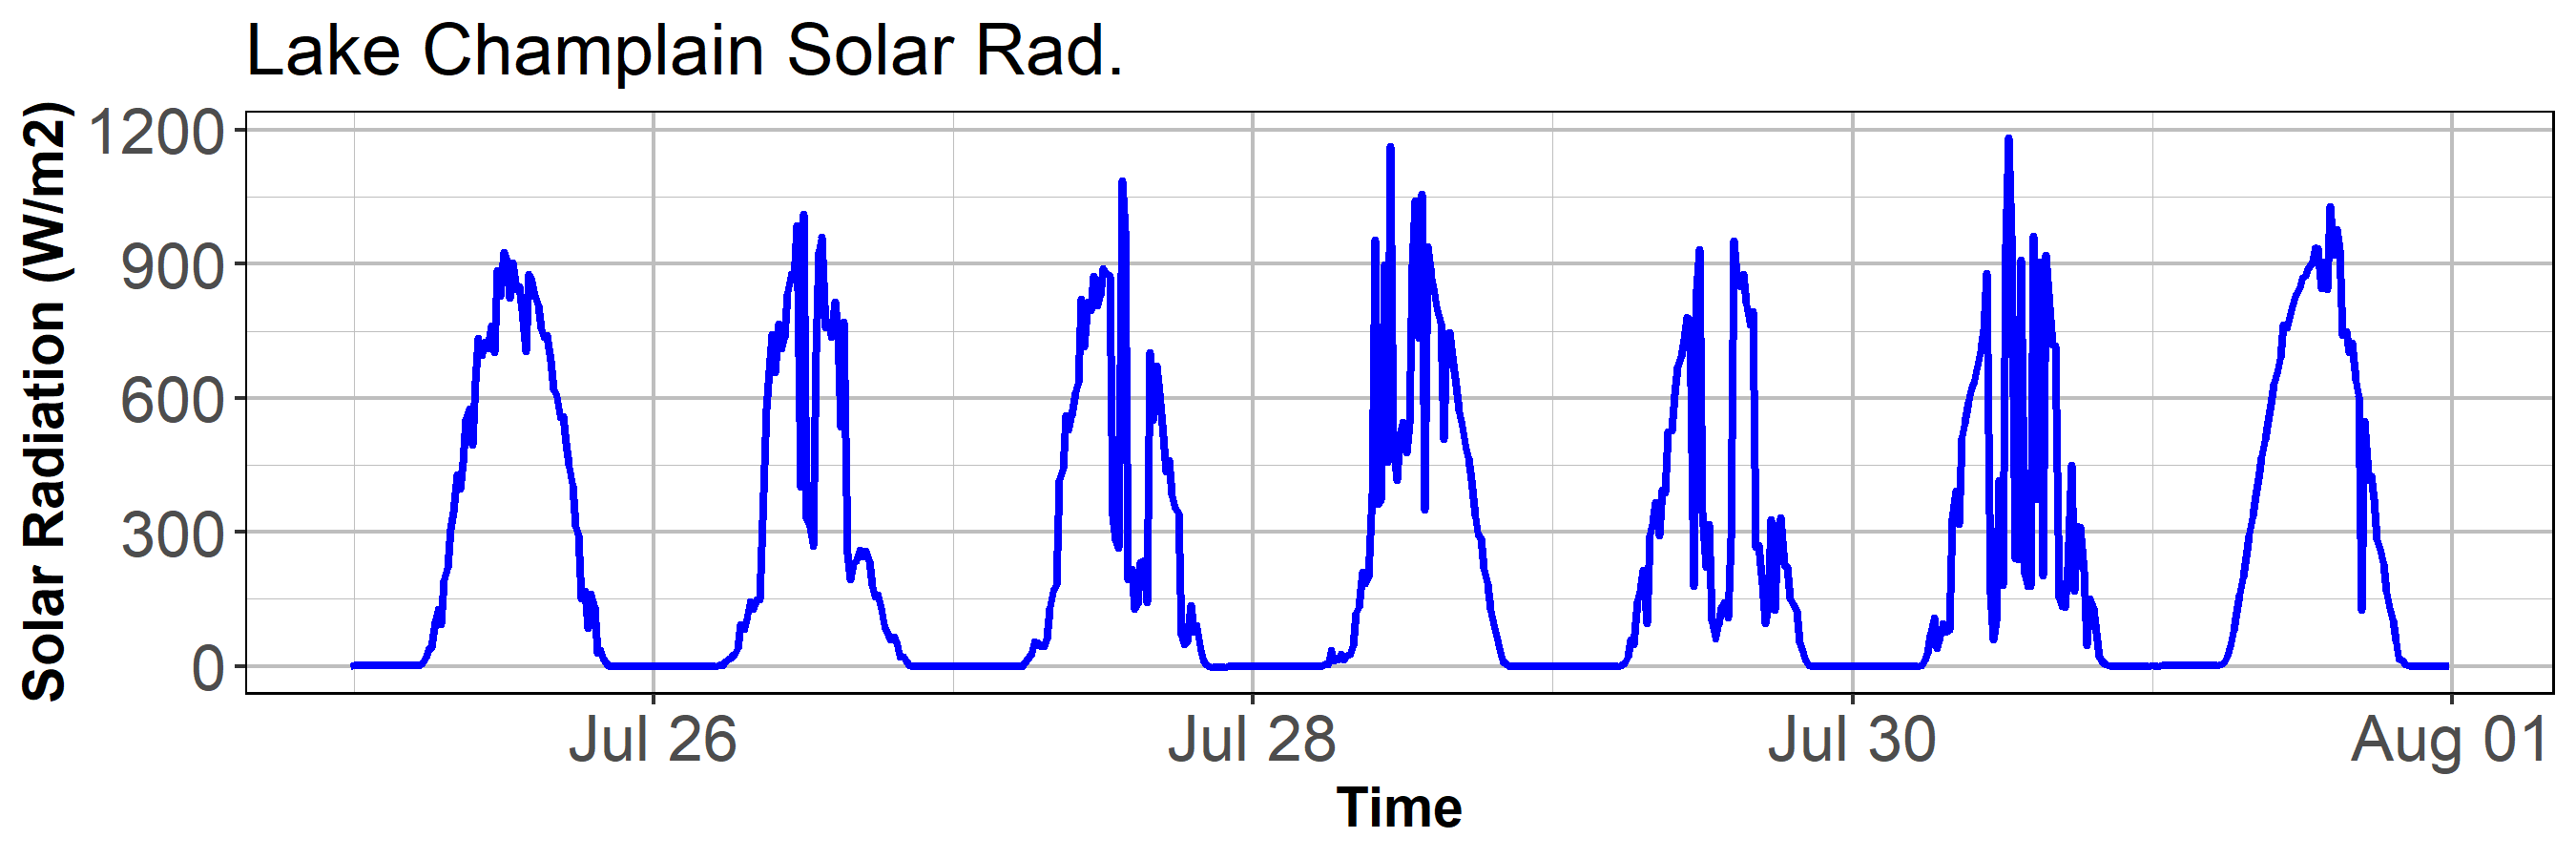 Lake Champlain Solar Rad.
Solar Radiation (W/m2)
1200
900
600
300
0
Jul 26 Jul 28 Jul 30 Aug 01
Time